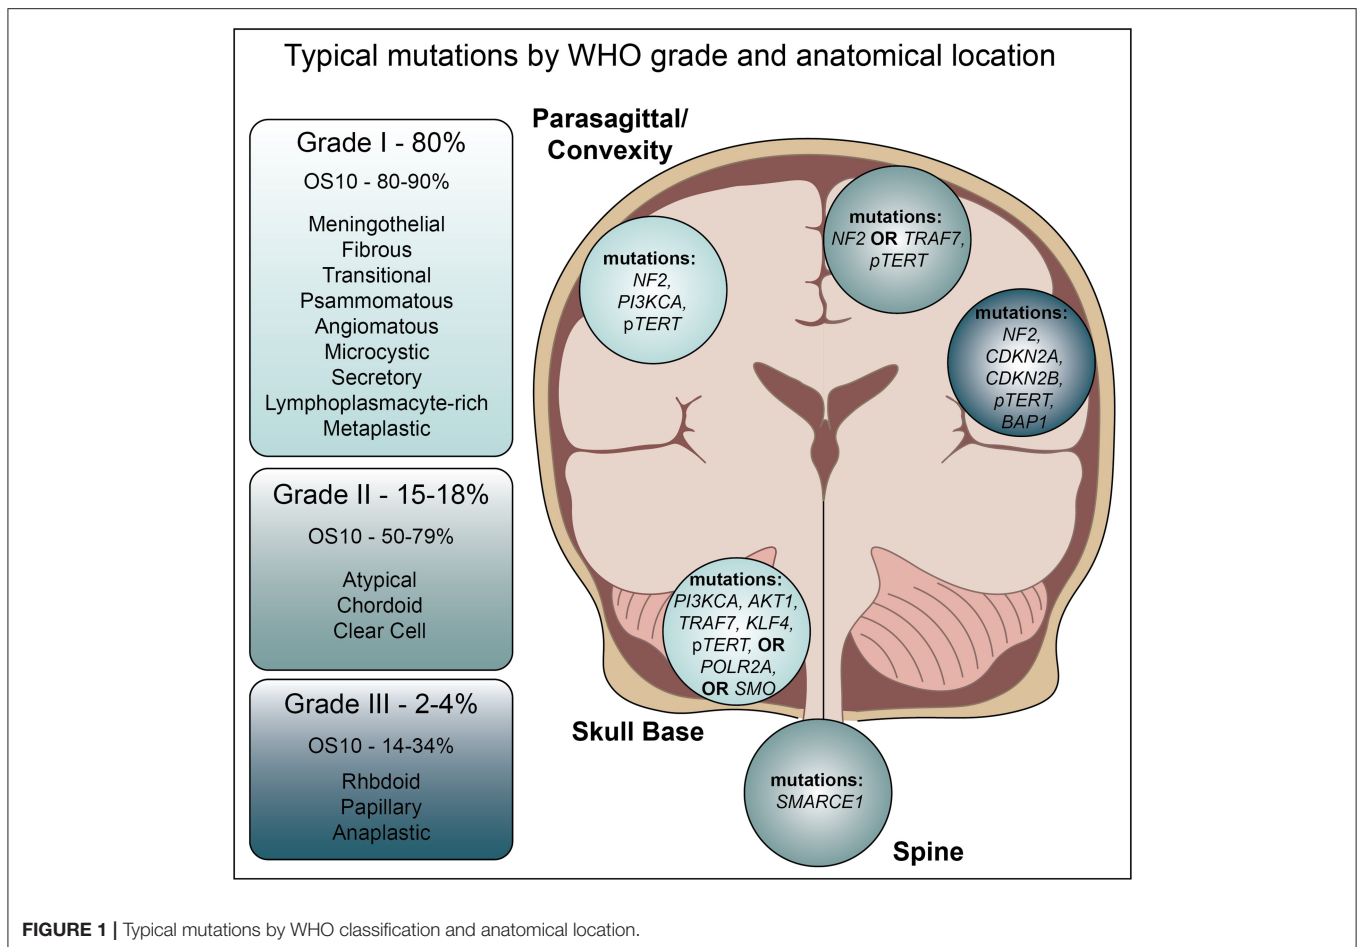 Typical mutations by WHO grade and anatomical location
Grade I - 80%
OS10 - 80-90%
Meningothelial
Fibrous
Transitional
Psammomatous
Angiomatous
Microcystic
Secretory
Lymphoplasmacyte-rich
Metaplastic
Grade II - 15-18%
OS10 - 50-79%
Atypical
Chordoid
Clear Cell
Grade III - 2-4%
OS10 - 14-34%
Rhbdoid
Papillary
Anaplastic
Parasagittal/
Convexity
mutations:
NF2,
PI3KCA,
pTERT
mutations:
NF2 OR TRAF7,
pTERT
mutations:
NF2,
CDKN2A,
CDKN2B,
pTERT,
BAP1
mutations:
PI3KCA, AKT1,
TRAF7, KLF4,
pTERT, OR
POLR2A,
OR SMO
Skull Base
mutations:
SMARCE1
Spine
FIGURE 1 | Typical mutations by WHO classification and anatomical location.